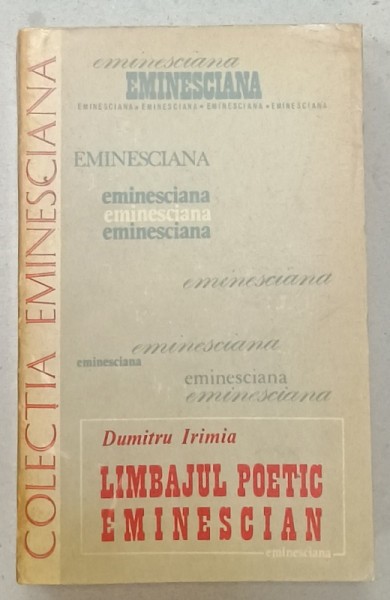 COLECTIA EMINESCIANA
eminesciana
EMINESCIANA
EMINESCIANA • EMINESCIANA • EMINESCIANA • EMINESCIANA
EMINESCIANA
eminesciana
eminesciana
eminesciana
eminesciana
eminesciana
eminesciana
eminesciana
eminesciana
Dumitru Irimia
LIMBAJUL POETIC
EMINESCIAN
eminesciana